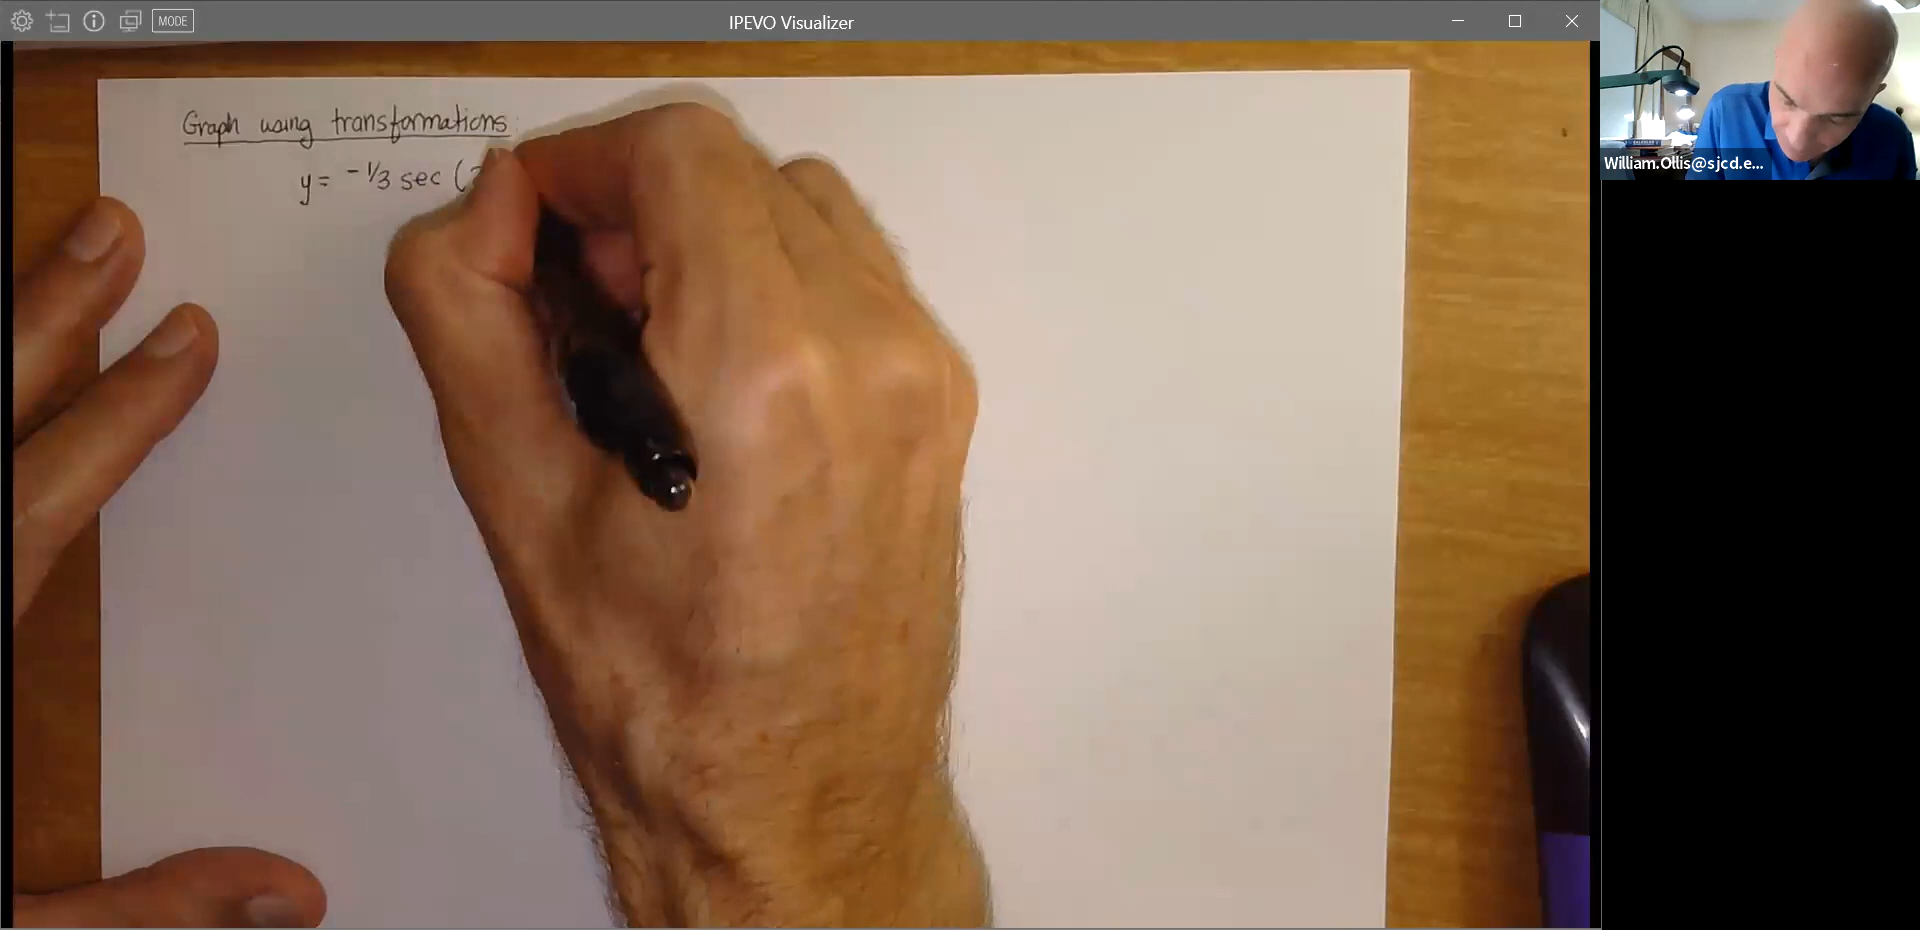 MODE
IPEVO Visualizer
William.Ollis@sjcd.e...
Graph using transformations:
y = -1/3 sec (